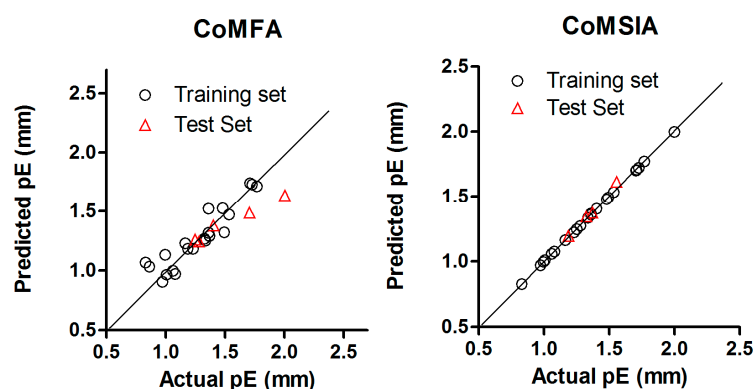 CoMFA
Training set
Test Set
2.5
2.0
1.5
1.0
0.5
0.5 1.0 1.5 2.0 2.5
Predicted pE (mm)
Actual pE (mm)
CoMSIA
Training set
Test Set
2.5
2.0
1.5
1.0
0.5
0.5 1.0 1.5 2.0 2.5
Predicted pE (mm)
Actual pE (mm)